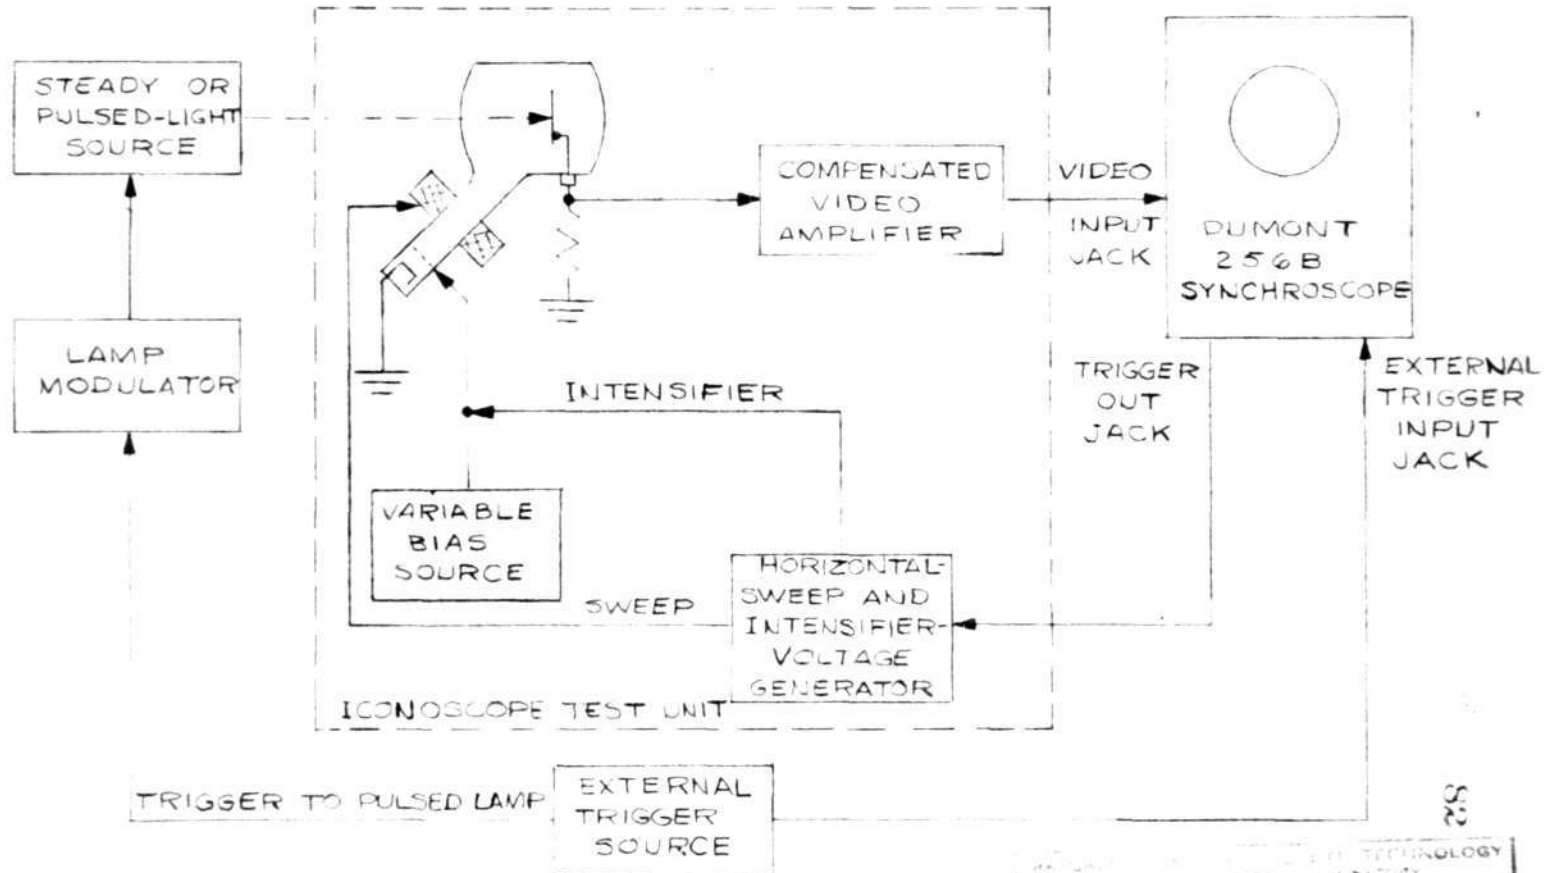 STEADY OR
PULSED-LIGHT
SOURCE
LAMP
MODULATOR
COMPENSATED
VIDEO
AMPLIFIER
VIDEO
INPUT
JACK
DUMONT
256B
SYNCHROSCOPE
TRIGGER
OUT
JACK
EXTERNAL
TRIGGER
INPUT
JACK
INTENSIFIER
VARIABLE
BIAS
SOURCE
SWEEP
HORIZONTAL-
SWEEP AND
INTENSIFIER-
VOLTAGE
GENERATOR
ICONOSCOPE TEST UNIT
TRIGGER TO PULSED LAMP
EXTERNAL
TRIGGER
SOURCE
82
TECHNOLOGY